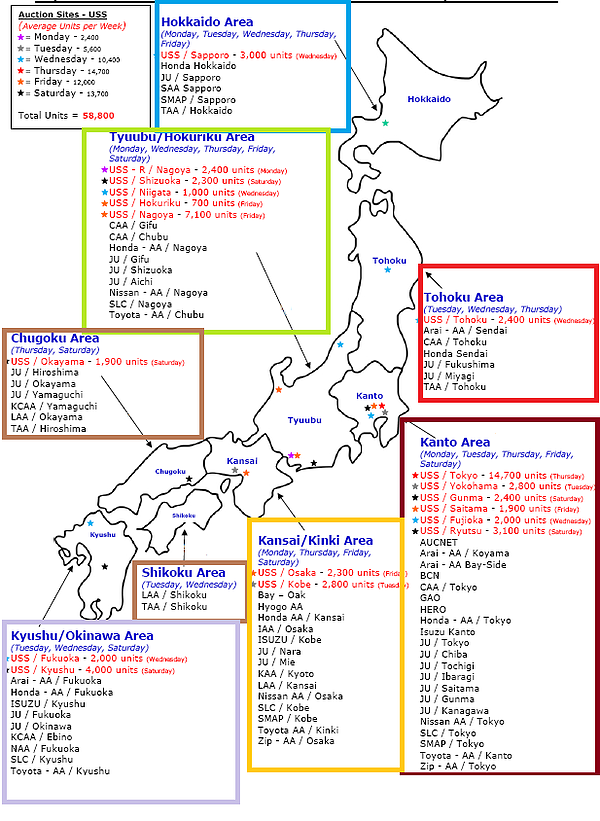 Auction Sites - USS
(Average Units per Week)
= Monday - 2,400
= Tuesday - 5,600
= Wednesday - 10,400
= Thursday - 14,700
= Friday - 12,000
= Saturday - 13,700
Total Units = 58,800
Hokkaido Area
(Monday, Tuesday, Wednesday, Thursday,
Friday)
USS / Sapporo - 3,000 units (Wednesday)
Honda Hokkaido
JU / Sapporo
SAA Sapporo
SMAP / Sapporo
TAA / Hokkaido
Hokkaido
Tyuubu/Hokuriku Area
(Monday, Wednesday, Thursday, Friday,
Saturday)
USS - R / Nagoya - 2,400 units (Monday)
USS / Shizuoka - 2,300 units (Saturday)
USS / Niigata - 1,000 units (Wednesday)
USS / Hokuriku - 700 units (Friday)
USS / Nagoya - 7,100 units (Friday)
CAA / Gifu
CAA / Chubu
Honda - AA / Nagoya
JU / Gifu
JU / Shizuoka
JU / Aichi
Nissan - AA / Nagoya
SLC / Nagoya
Toyota - AA / Chubu
Tohoku
Tohoku Area
(Tuesday, Wednesday, Thursday)
USS / Tohoku - 2,400 units (Wednesday)
Arai - AA / Sendai
CAA / Tohoku
Honda Sendai
JU / Fukushima
JU / Miyagi
TAA / Tohoku
Chugoku Area
(Thursday, Saturday)
USS / Okayama - 1,900 units (Saturday)
JU / Hiroshima
JU / Okayama
JU / Yamaguchi
KCAA / Yamaguchi
LAA / Okayama
TAA / Hiroshima
Kanto
Tyuubu
Kansai
Chugoku
Shikoku
Kyushu
Kanto Area
(Monday, Tuesday, Thursday, Friday,
Saturday)
USS / Tokyo - 14,700 units (Thursday)
USS / Yokohama - 2,800 units (Tuesday)
USS / Gunma - 2,400 units (Saturday)
USS / Saitama - 1,900 units (Friday)
USS / Fujioka - 2,000 units (Wednesday)
USS / Ryutsu - 3,100 units (Saturday)
AUCNET
Arai - AA / Koyama
Arai - AA Bay-Side
BCN
CAA / Tokyo
GAO
HERO
Honda - AA / Tokyo
Isuzu Kanto
JU / Tokyo
JU / Chiba
JU / Tochigi
JU / Ibaragi
JU / Saitama
JU / Gunma
JU / Kanagawa
Nissan AA / Tokyo
SLC / Tokyo
SMAP / Tokyo
Toyota - AA / Kanto
Zip - AA / Tokyo
Kansai/Kinki Area
(Monday, Thursday, Friday,
Saturday)
USS / Osaka - 2,300 units (Friday)
USS / Kobe - 2,800 units (Tuesday)
Bay - Oak
Hyogo AA
Honda AA / Kansai
IAA / Osaka
ISUZU / Kobe
JU / Nara
JU / Mie
KAA / Kyoto
LAA / Kansai
Nissan AA / Osaka
SLC / Kobe
SMAP / Kobe
Toyota AA / Kinki
Zip - AA / Osaka
Shikoku Area
(Tuesday, Wednesday)
LAA / Shikoku
TAA / Shikoku
Kyushu/Okinawa Area
(Tuesday, Wednesday, Saturday)
USS / Fukuoka - 2,000 units (Wednesday)
USS / Kyushu - 4,000 units (Saturday)
Arai - AA / Fukuoka
Honda - AA / Fukuoka
ISUZU / Kyushu
JU / Fukuoka
JU / Okinawa
KCAA / Ebino
NAA / Fukuoka
SLC / Kyushu
Toyota - AA / Kyushu